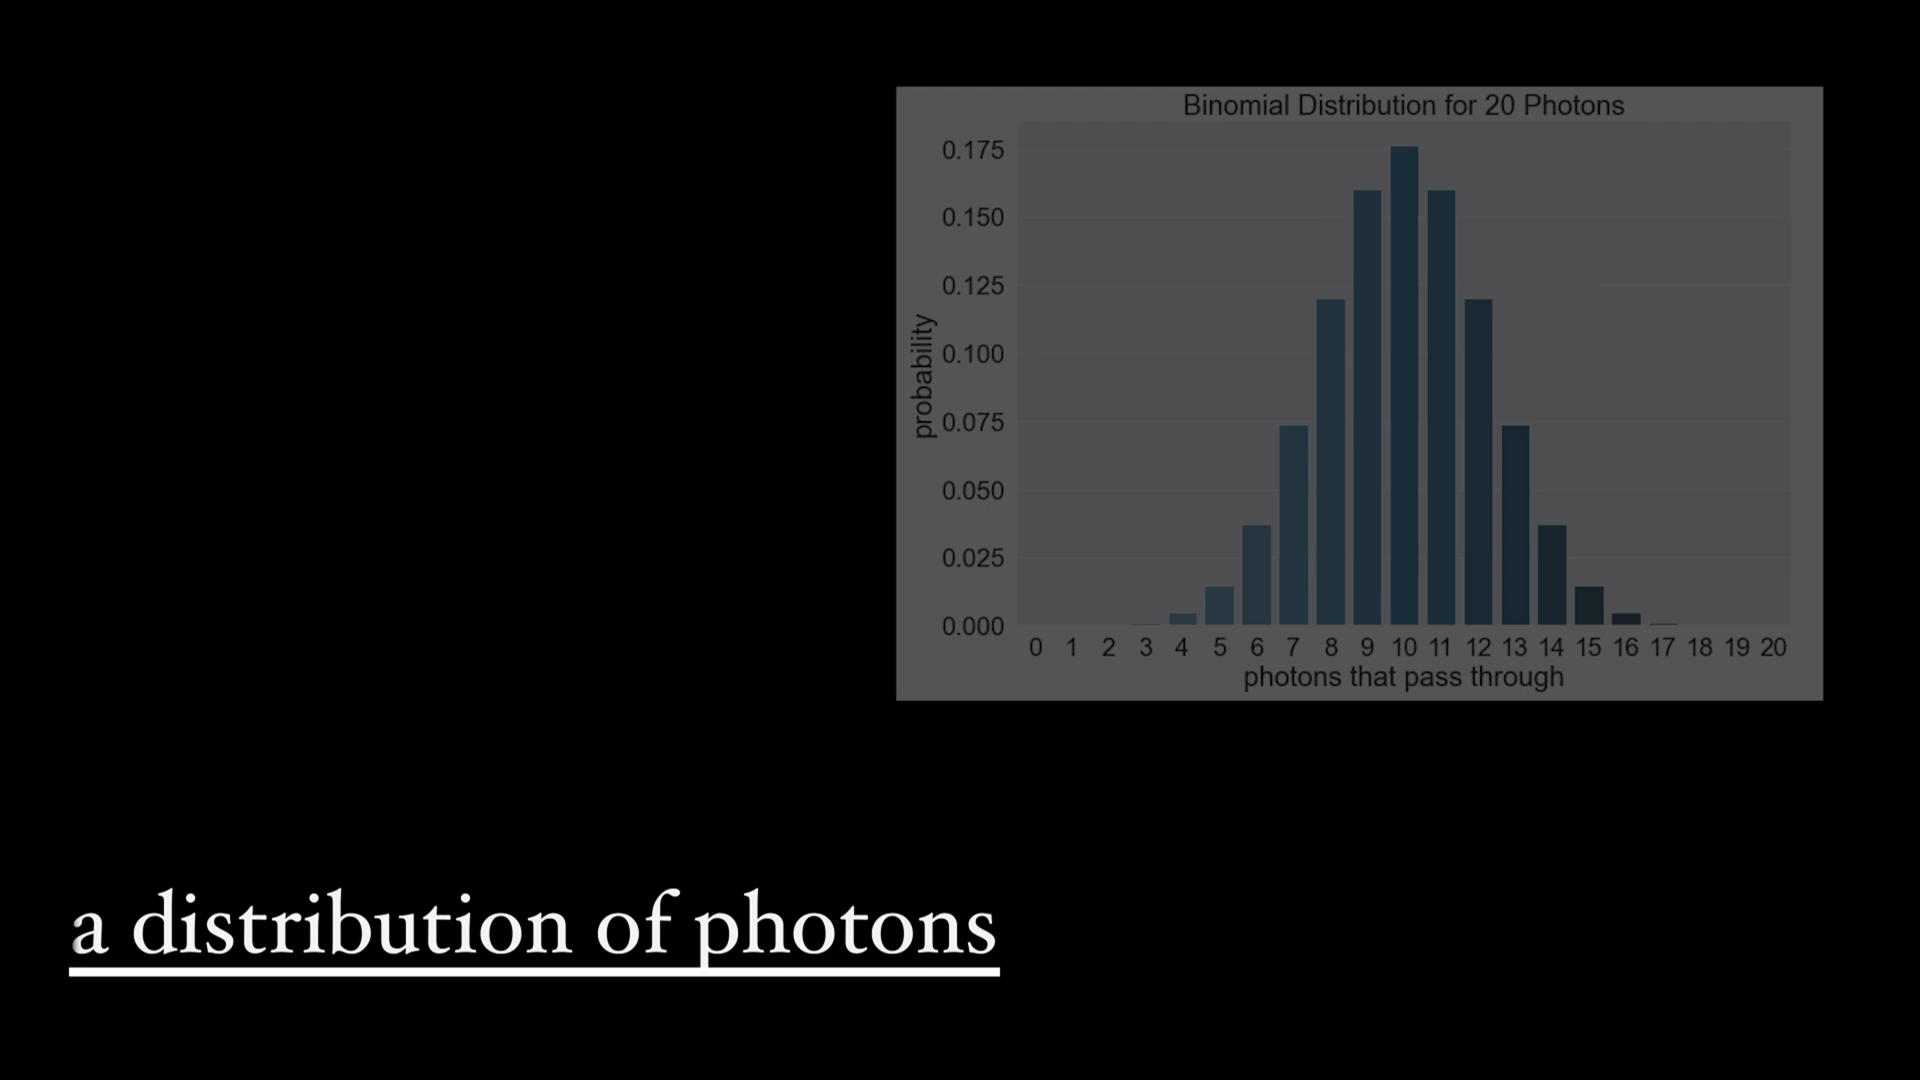 Binomial Distribution for 20 Photons
0.175
0.150
0.125
0.100
0.075
0.050
0.025
0.000
probability
0 1 2 3 4 5 6 7 8 9 10 11 12 13 14 15 16 17 18 19 20
photons that pass through
a distribution of photons